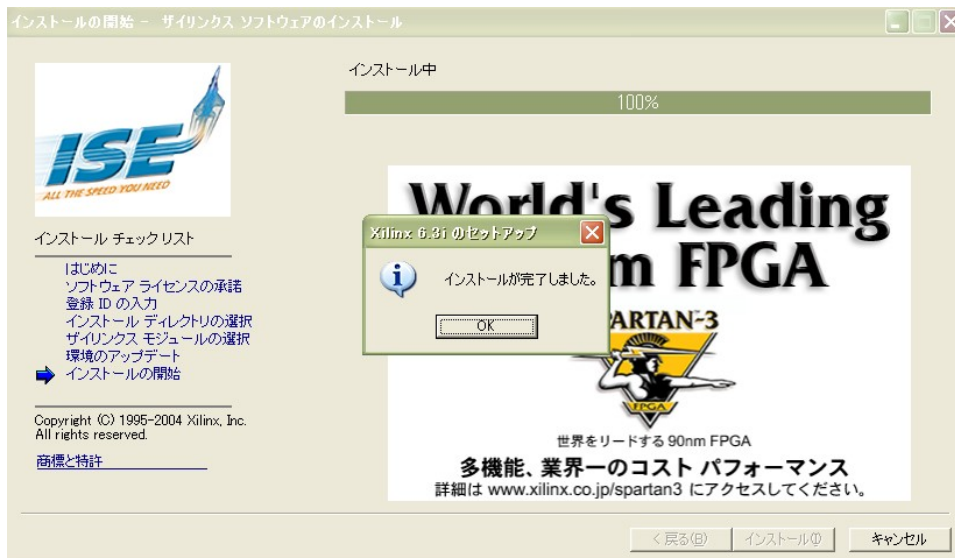 インストールの開始 - ザイリンクス ソフトウェアのインストール
ISE
ALL THE SPEED YOU NEED
インストール チェックリスト
はじめに
ソフトウェア ライセンスの承諾
登録 ID の入力
インストール ディレクトリの選択
ザイリンクス モジュールの選択
環境のアップデート
インストールの開始
Copyright (C) 1995-2004 Xilinx, Inc.
All rights reserved.
商標と特許
インストール中
100%
World's Leading
m FPGA
Xilinx 6.3i のセットアップ
インストールが完了しました。
OK
PARTAN-3
FPGA
世界をリードする 90nm FPGA
多機能、業界一のコスト パフォーマンス
詳細は www.xilinx.co.jp/spartan3 にアクセスしてください。
< 戻る(B)
インストール(I)
キャンセル